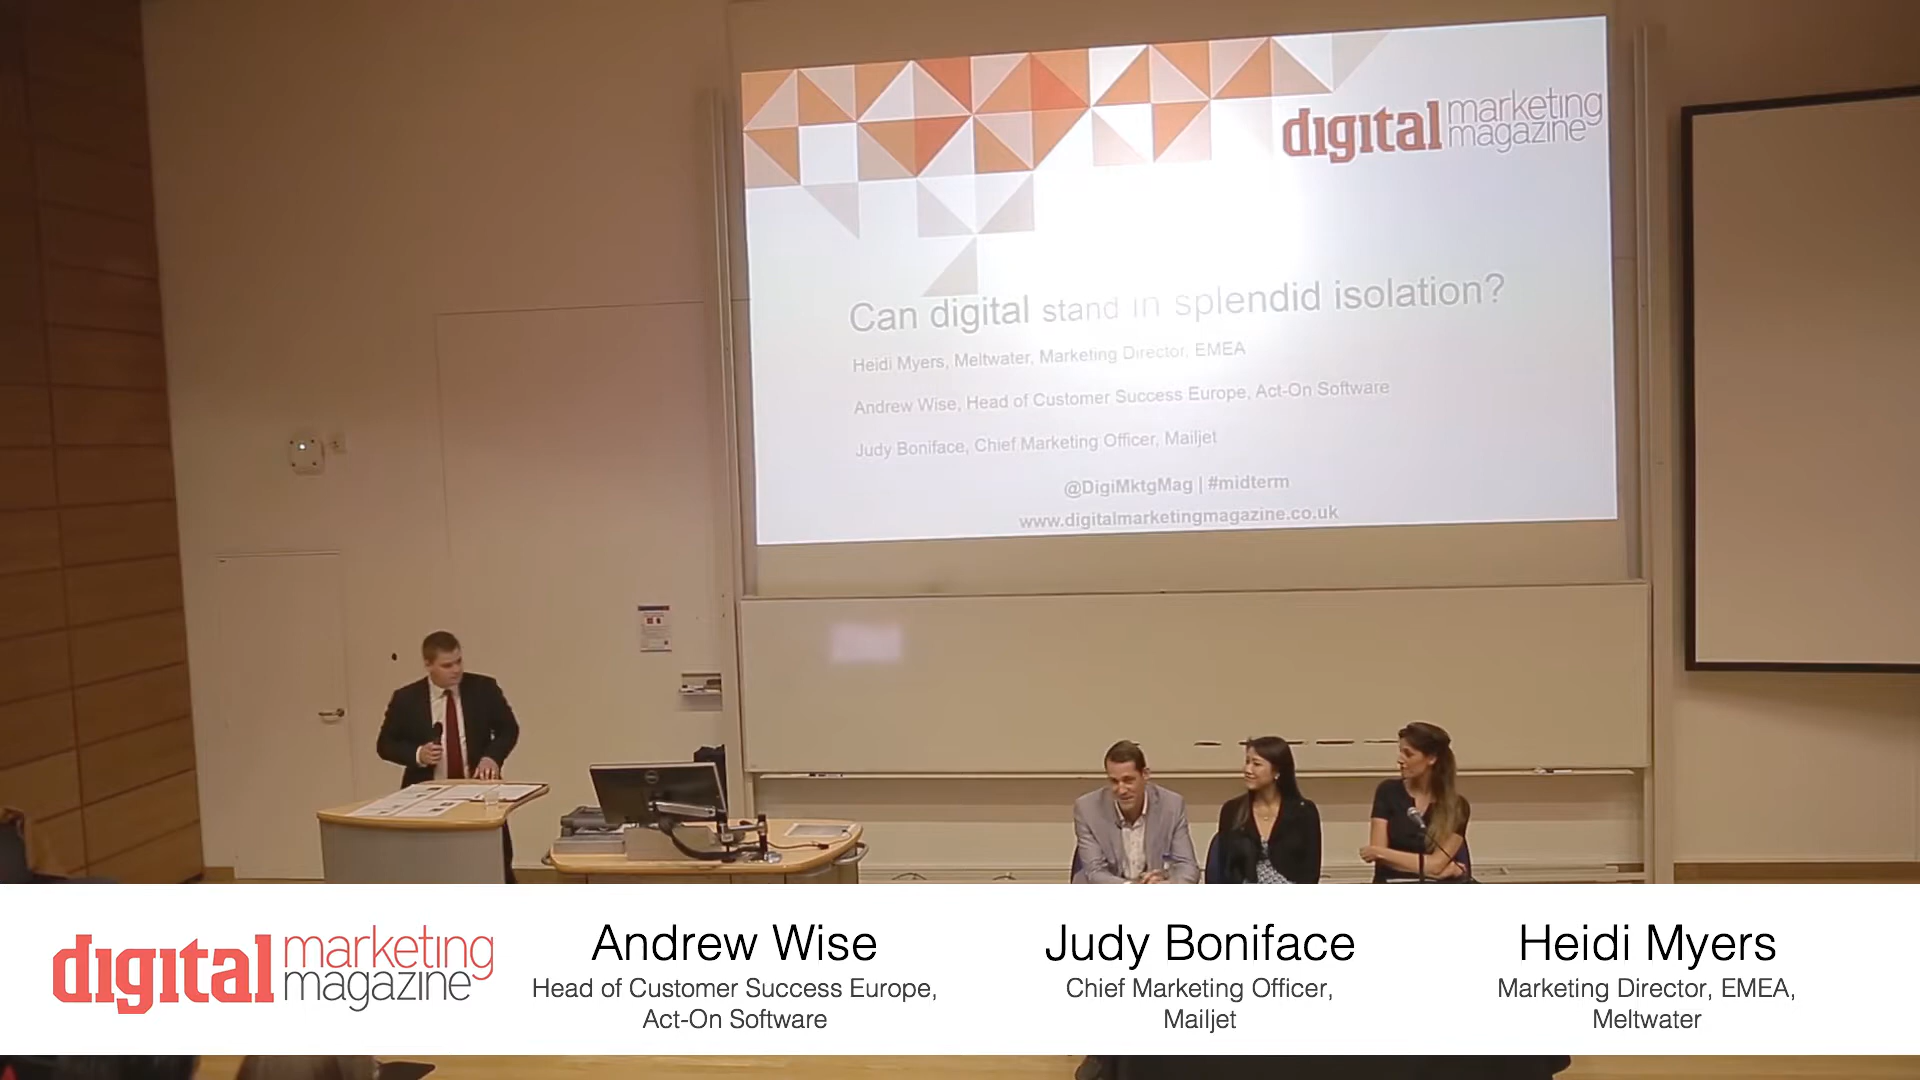 digital marketing
magazine
Can digital stand in splendid isolation?
Heidi Myers, Meltwater, Marketing Director, EMEA
Andrew Wise, Head of Customer Success Europe, Act-On Software
Judy Boniface, Chief Marketing Officer, Mailjet
@DigiMktgMag | #midterm
www.digitalmarketingmagazine.co.uk
digital marketing
magazine
Andrew Wise
Head of Customer Success Europe,
Act-On Software
Judy Boniface
Chief Marketing Officer,
Mailjet
Heidi Myers
Marketing Director, EMEA,
Meltwater